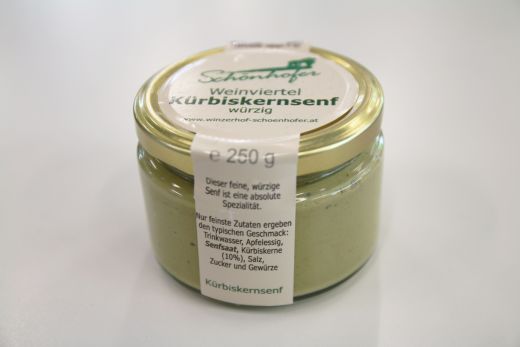 Schönhofer
Weinviertel
Kürbiskernsenf
würzig
www.winzerhof-schoenhofer.at
e 250 g
Dieser feine, würzige
Senf ist eine absolute
Spezialität.
Nur feinste Zutaten ergeben
den typischen Geschmack:
Trinkwasser, Apfelessig,
Senfsaat, Kürbiskerne
(10%), Salz,
Zucker und Gewürze
Kürbiskernsenf